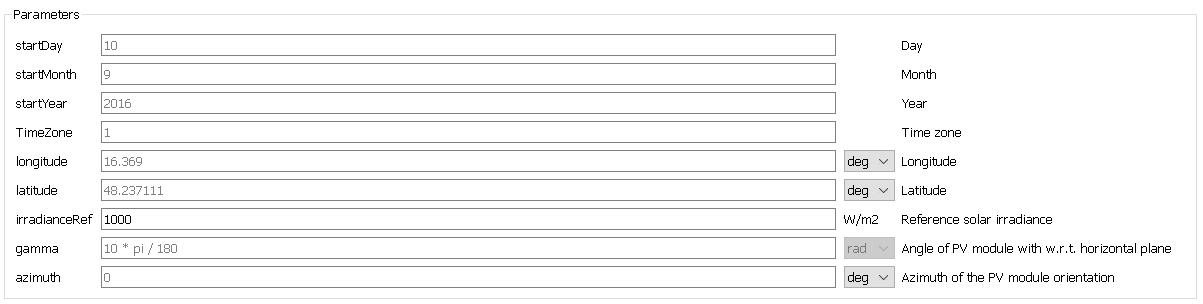 Parameters
startDay 10 Day
startMonth 9 Month
startYear 2016 Year
TimeZone 1 Time zone
longitude 16.369 deg Longitude
latitude 48.237111 deg Latitude
irradianceRef 1000 W/m2 Reference solar irradiance
gamma 10 * pi / 180 rad Angle of PV module with w.r.t. horizontal plane
azimuth 0 deg Azimuth of the PV module orientation